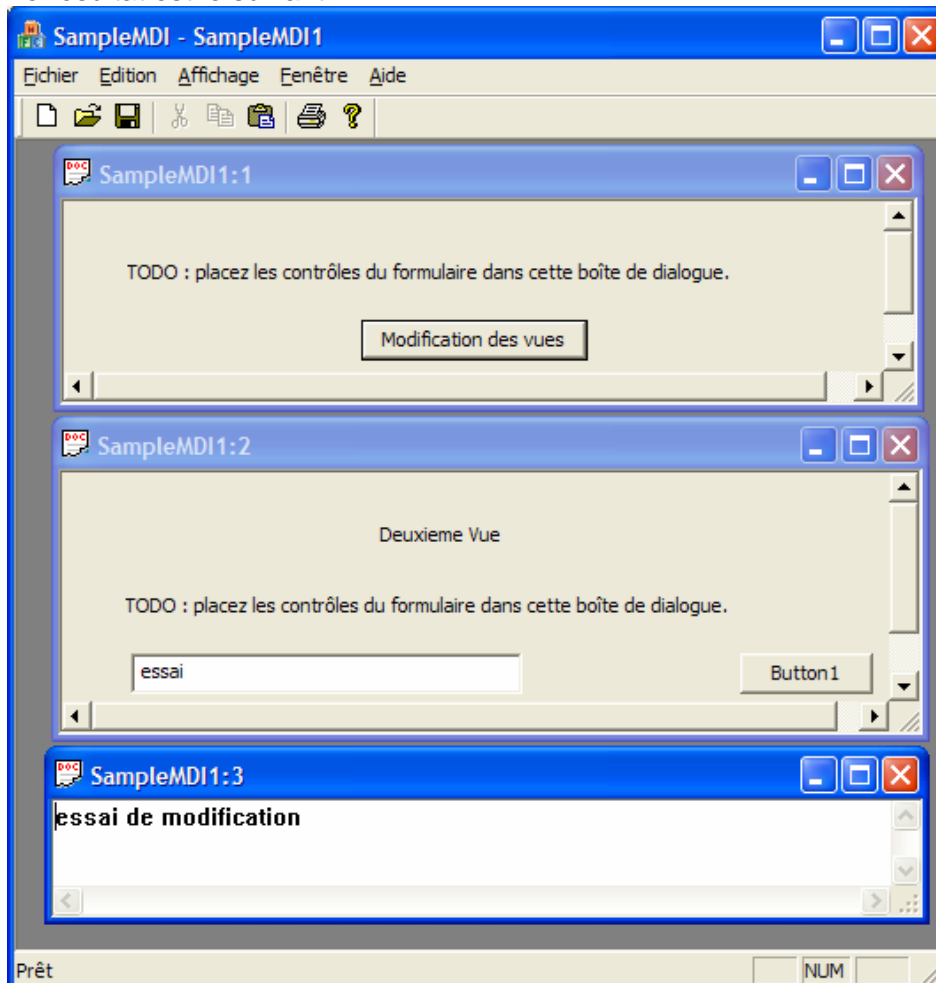 SampleMDI - SampleMDI1
Fichier Edition Affichage Fenêtre Aide
SampleMDI1:1
TODO : placez les contrôles du formulaire dans cette boîte de dialogue.
Modification des vues
SampleMDI1:2
Deuxieme Vue
TODO : placez les contrôles du formulaire dans cette boîte de dialogue.
essai
Button1
SampleMDI1:3
essai de modification
Prêt
NUM